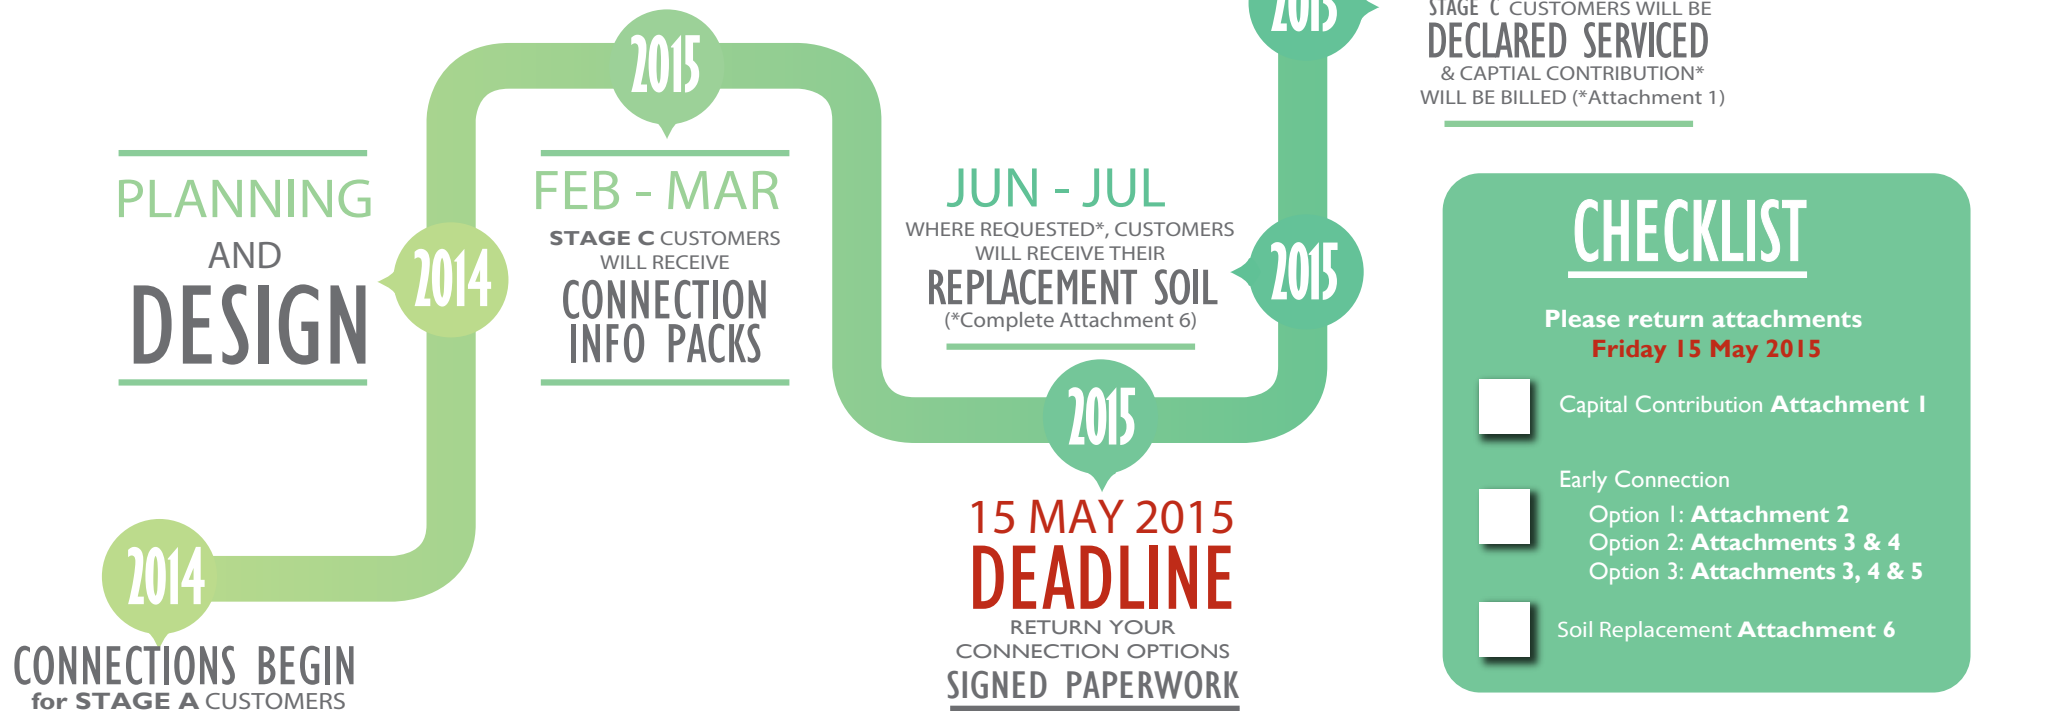 2014
CONNECTIONS BEGIN
for STAGE A CUSTOMERS
PLANNING
AND
DESIGN
2014
2015
FEB - MAR
STAGE C CUSTOMERS
WILL RECEIVE
CONNECTION
INFO PACKS
2015
15 MAY 2015
DEADLINE
RETURN YOUR
CONNECTION OPTIONS
SIGNED PAPERWORK
JUN - JUL
WHERE REQUESTED*, CUSTOMERS
WILL RECEIVE THEIR
REPLACEMENT SOIL
(*Complete Attachment 6)
2015
2015
STAGE C CUSTOMERS WILL BE
DECLARED SERVICED
& CAPTIAL CONTRIBUTION*
WILL BE BILLED (*Attachment 1)
CHECKLIST
Please return attachments
Friday 15 May 2015
Capital Contribution Attachment 1
Early Connection
Option 1: Attachment 2
Option 2: Attachments 3 & 4
Option 3: Attachments 3, 4 & 5
Soil Replacement Attachment 6